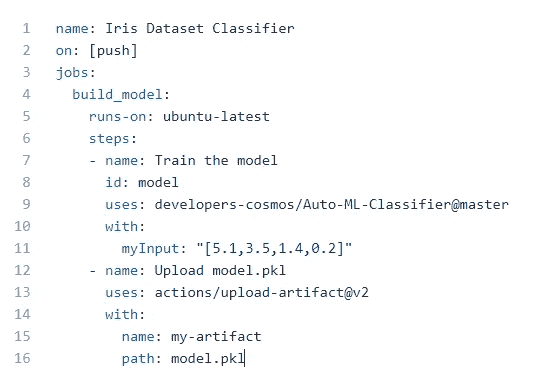 1 name: Iris Dataset Classifier
2 on: [push]
3 jobs:
4   build_model:
5     runs-on: ubuntu-latest
6     steps:
7     - name: Train the model
8       id: model
9       uses: developers-cosmos/Auto-ML-Classifier@master
10       with:
11         myInput: "[5.1,3.5,1.4,0.2]"
12     - name: Upload model.pkl
13       uses: actions/upload-artifact@v2
14       with:
15         name: my-artifact
16         path: model.pkl